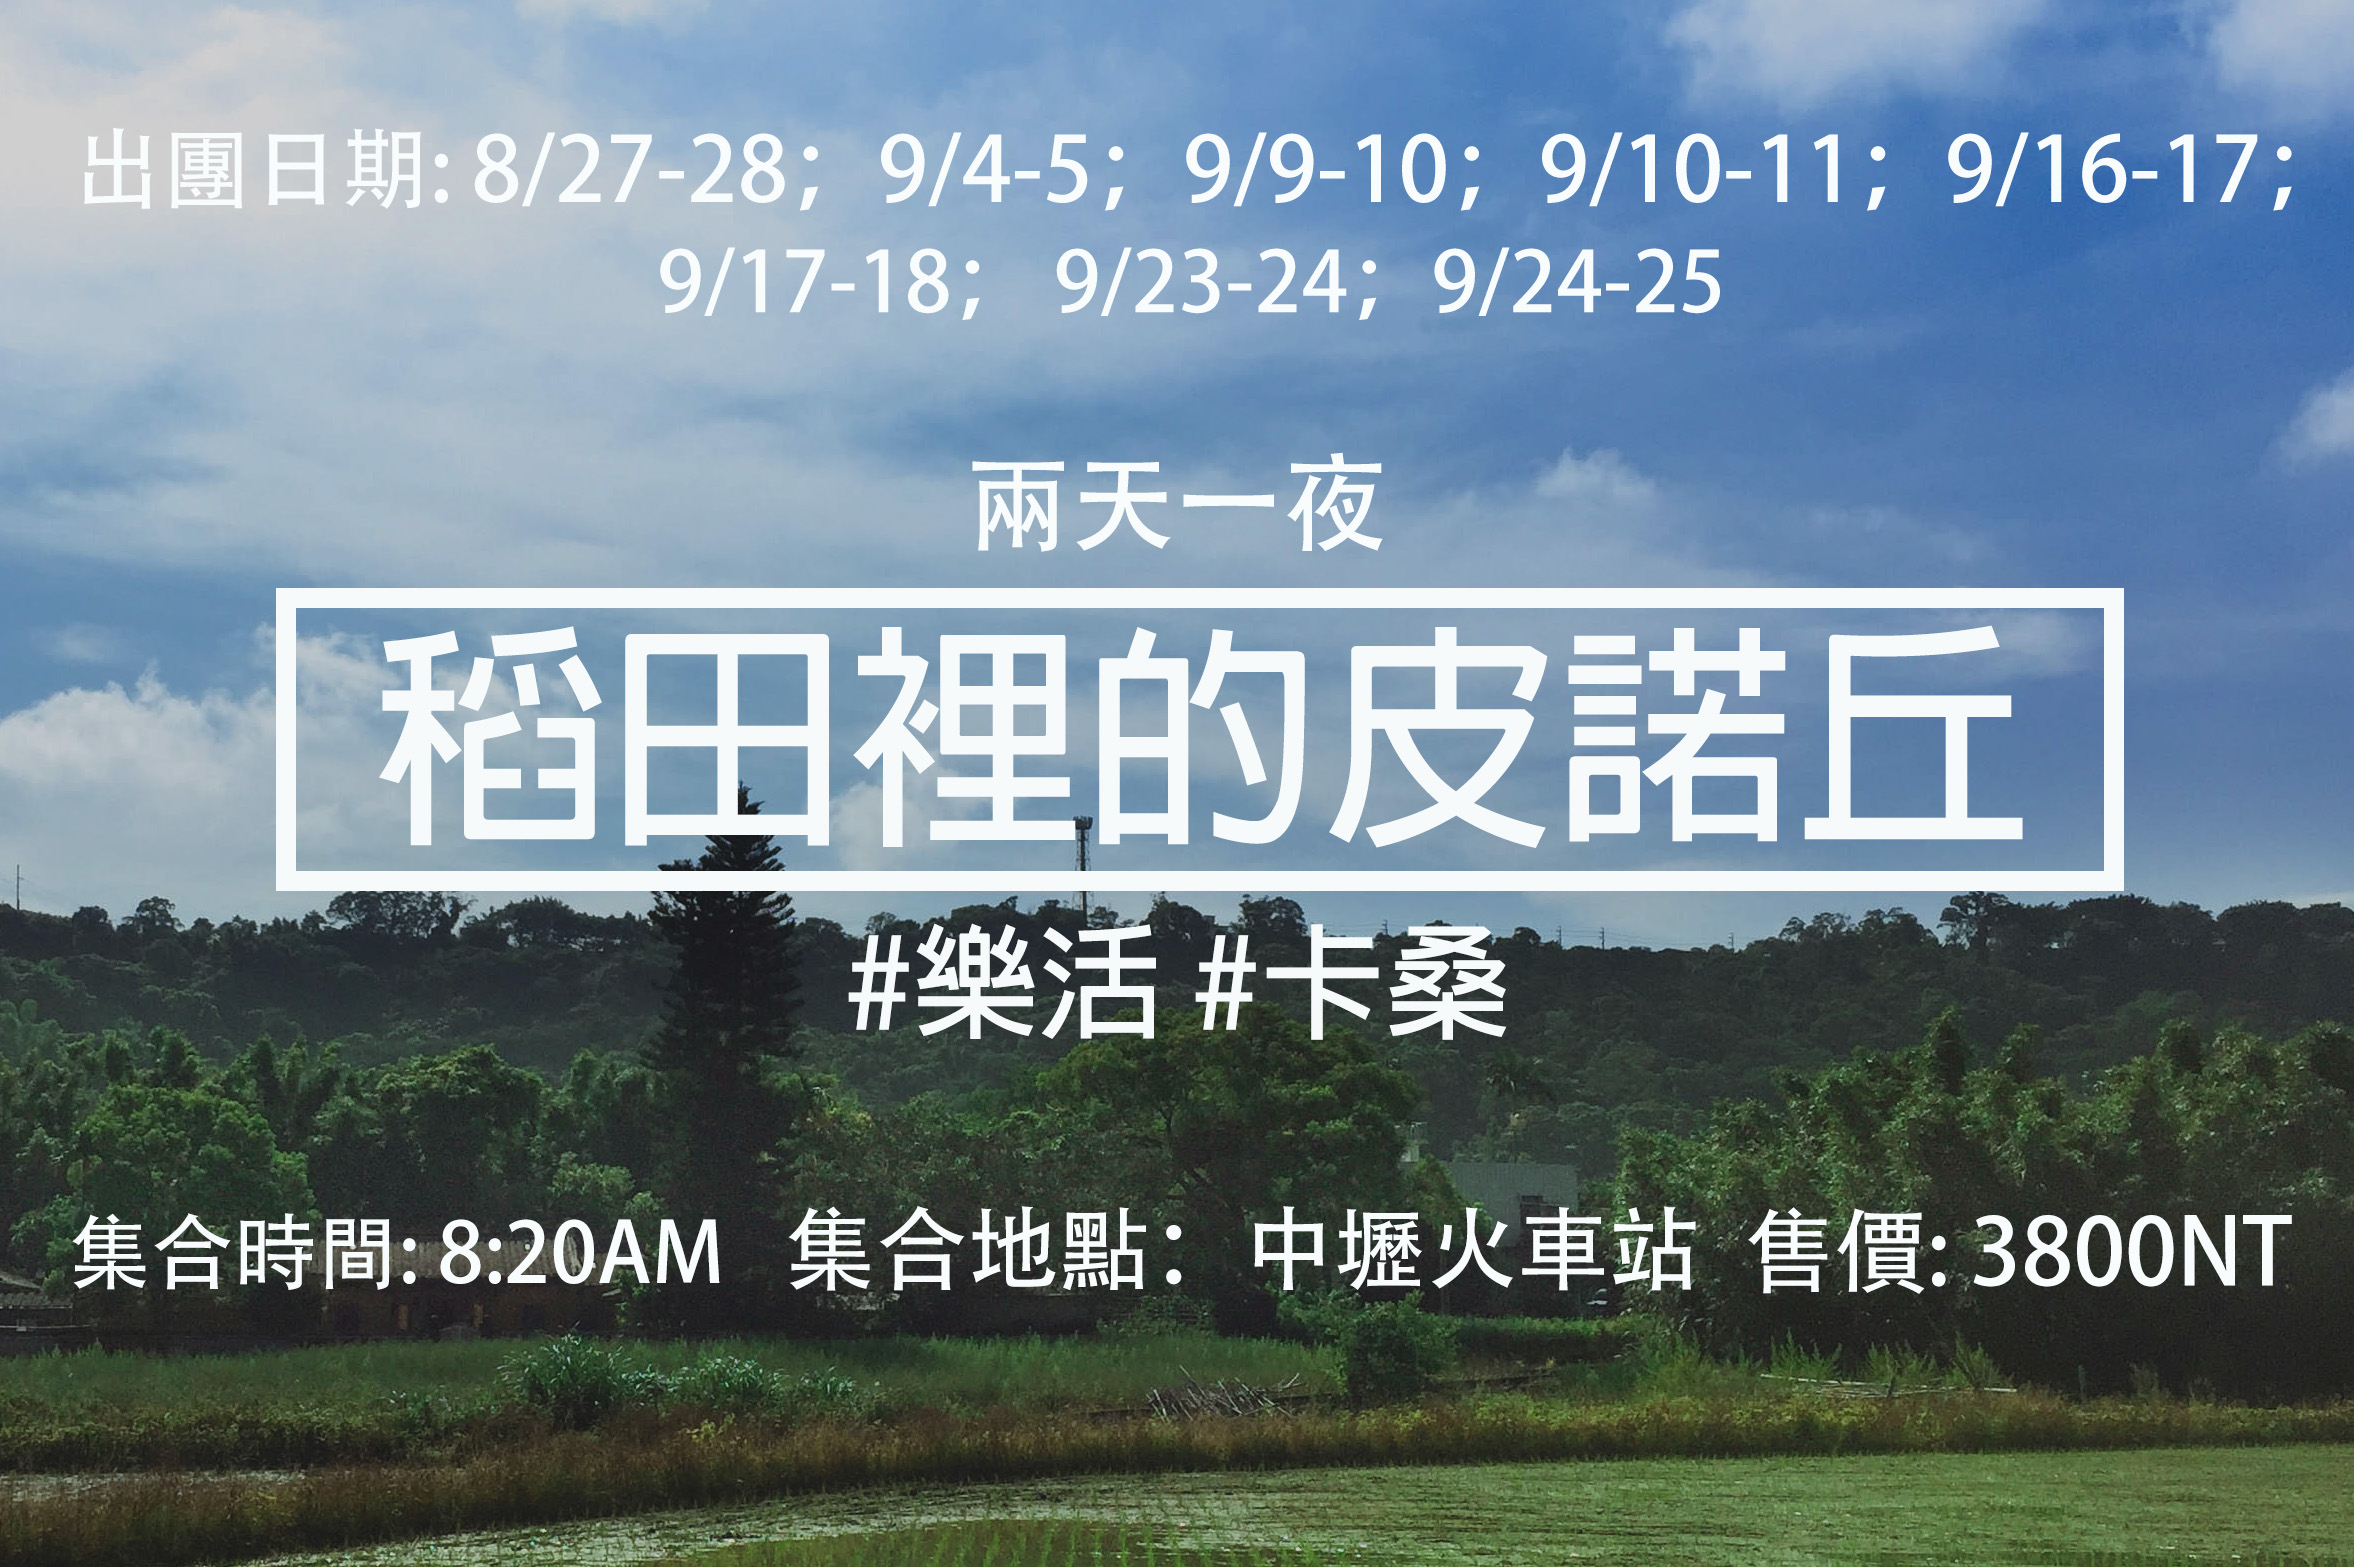 出團日期: 8/27-28；9/4-5；9/9-10；9/10-11；9/16-17；
9/17-18； 9/23-24；9/24-25
兩天一夜
稻田裡的皮諾丘
#樂活 #卡桑
集合時間: 8:20AM 集合地點： 中壢火車站 售價: 3800NT